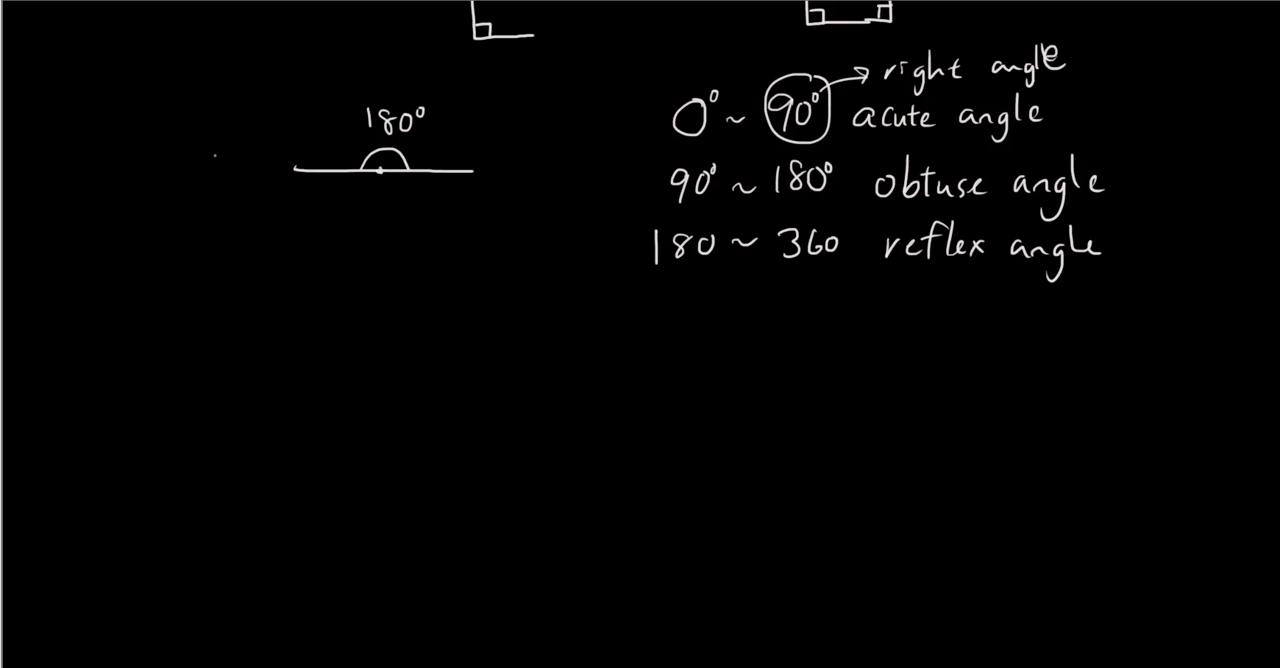 → right angle
180°
0° ~ 90° acute angle
90° ~ 180° obtuse angle
180 ~ 360 reflex angle